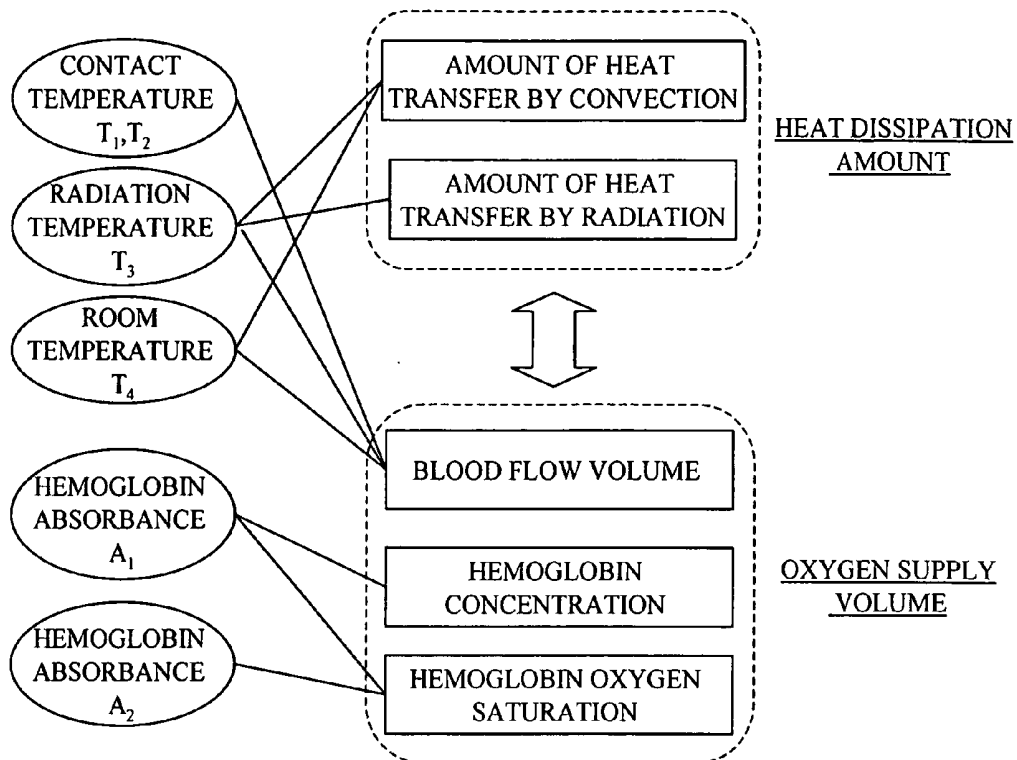 CONTACT
TEMPERATURE
T₁,T₂
RADIATION
TEMPERATURE
T₃
ROOM
TEMPERATURE
T₄
HEMOGLOBIN
ABSORBANCE
A₁
HEMOGLOBIN
ABSORBANCE
A₂
AMOUNT OF HEAT
TRANSFER BY CONVECTION
AMOUNT OF HEAT
TRANSFER BY RADIATION
HEAT DISSIPATION
AMOUNT
BLOOD FLOW VOLUME
HEMOGLOBIN
CONCENTRATION
HEMOGLOBIN OXYGEN
SATURATION
OXYGEN SUPPLY
VOLUME